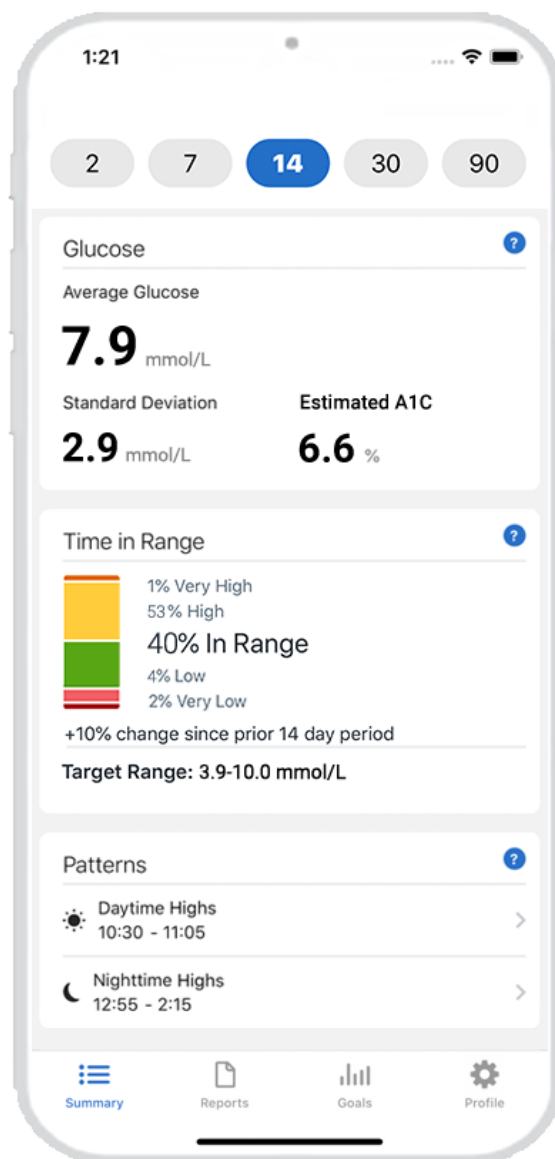 1:21
2 7 14 30 90
Glucose ?
Average Glucose
7.9 mmol/L
Standard Deviation Estimated A1C
2.9 mmol/L 6.6 %
Time in Range ?
1% Very High
53% High
40% In Range
4% Low
2% Very Low
+10% change since prior 14 day period
Target Range: 3.9-10.0 mmol/L
Patterns ?
Daytime Highs
10:30 - 11:05
Nighttime Highs
12:55 - 2:15
Summary Reports Goals Profile